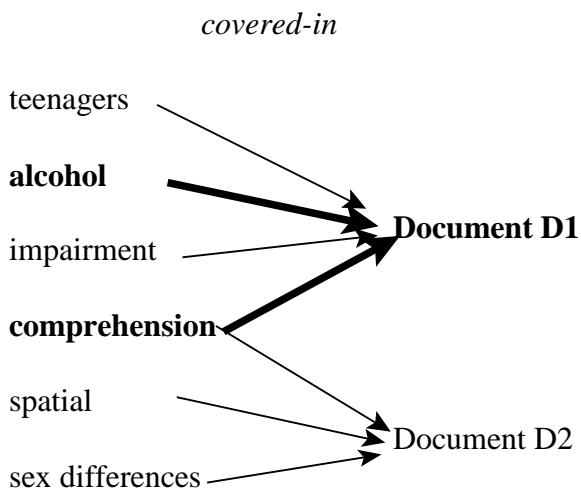 covered-in
teenagers
alcohol
Document D1
impairment
comprehension
spatial
Document D2
sex differences